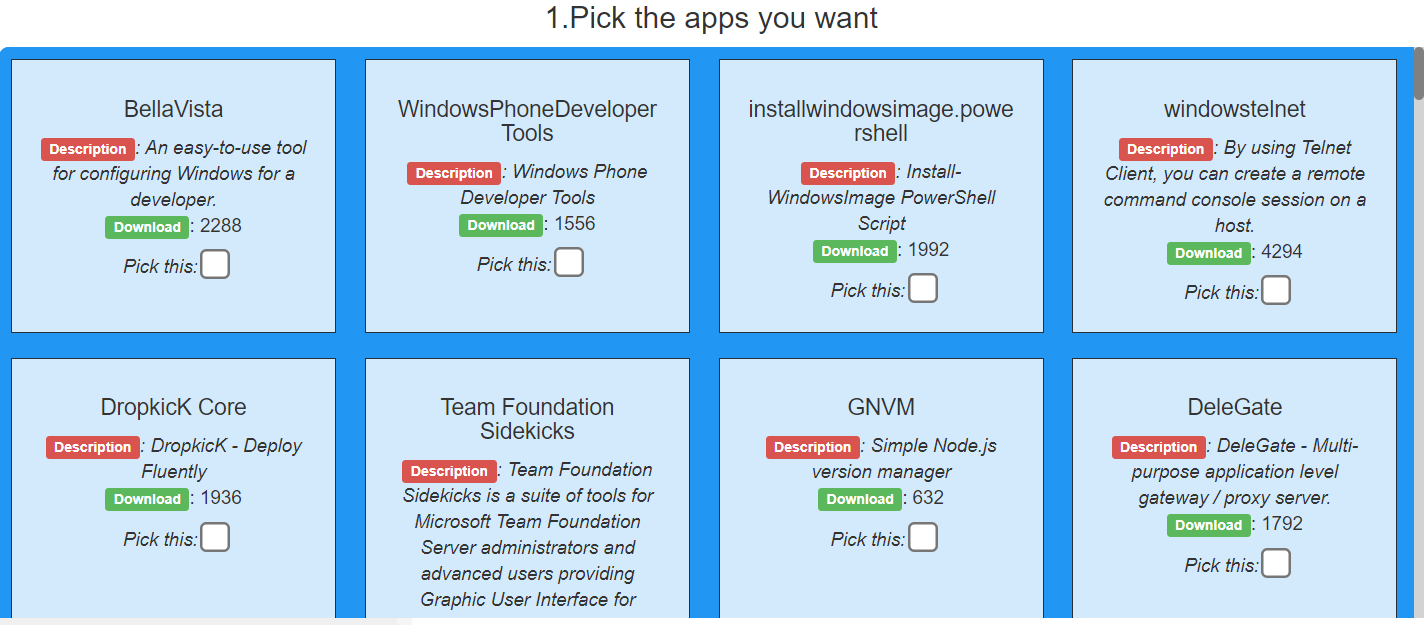 1.Pick the apps you want
BellaVista
Description: An easy-to-use tool
for configuring Windows for a
developer.
Download: 2288
Pick this:
WindowsPhoneDeveloper
Tools
Description: Windows Phone
Developer Tools
Download: 1556
Pick this:
installwindowsimage.powe
rshell
Description: Install-
WindowsImage PowerShell
Script
Download: 1992
Pick this:
windowstelnet
Description: By using Telnet
Client, you can create a remote
command console session on a
host.
Download: 4294
Pick this:
DropkicK Core
Description: DropkicK - Deploy
Fluently
Download: 1936
Pick this:
Team Foundation
Sidekicks
Description: Team Foundation
Sidekicks is a suite of tools for
Microsoft Team Foundation
Server administrators and
advanced users providing
Graphic User Interface for
GNVM
Description: Simple Node.js
version manager
Download: 632
Pick this:
DeleGate
Description: DeleGate - Multi-
purpose application level
gateway / proxy server.
Download: 1792
Pick this: